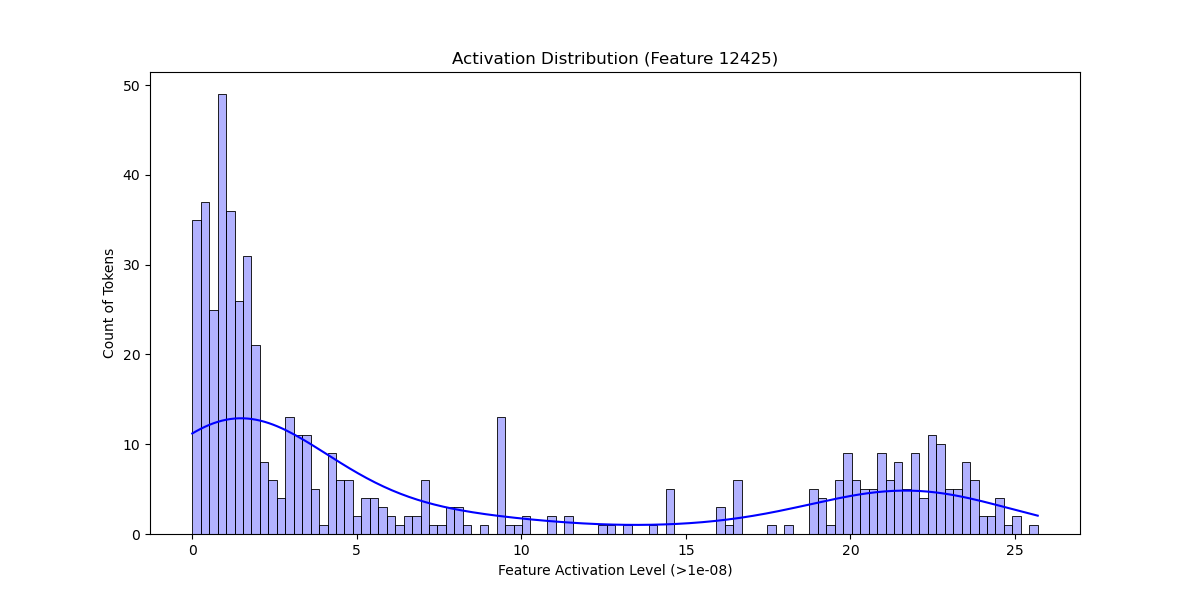 Activation Distribution (Feature 12425)
50
40
30
20
10
0
Count of Tokens
0 5 10 15 20 25
Feature Activation Level (>1e-08)